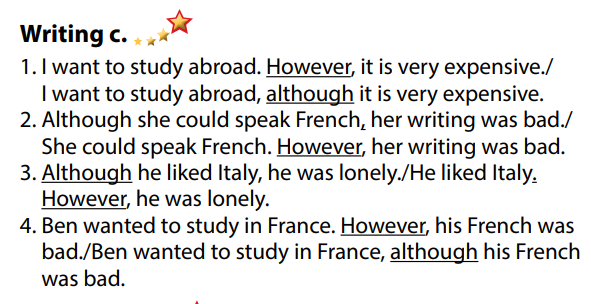 Writing c.
1. I want to study abroad. However, it is very expensive./
I want to study abroad, although it is very expensive.
2. Although she could speak French, her writing was bad./
She could speak French. However, her writing was bad.
3. Although he liked Italy, he was lonely./He liked Italy.
However, he was lonely.
4. Ben wanted to study in France. However, his French was
bad./Ben wanted to study in France, although his French
was bad.